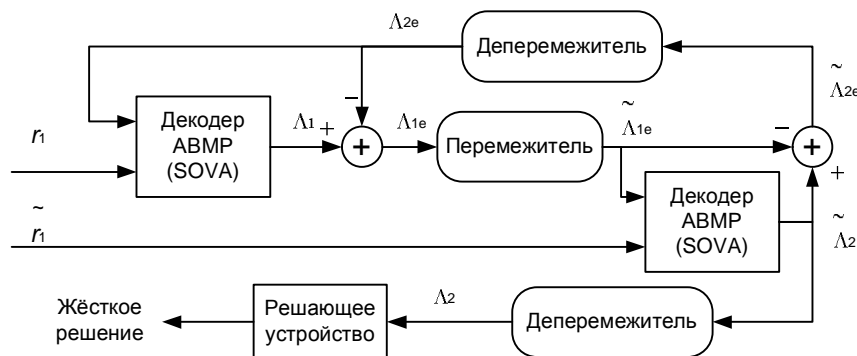 Λ2e
Деперемежитель
~
Λ2e
−
−
r1
Декодер
АВМР
(SOVA)
Λ1
+
+
Λ1e
Перемежитель
~
Λ1e
+
+
~
r1
Декодер
АВМР
(SOVA)
~
Λ2
Жёсткое
решение
Решающее
устройство
Λ2
Деперемежитель